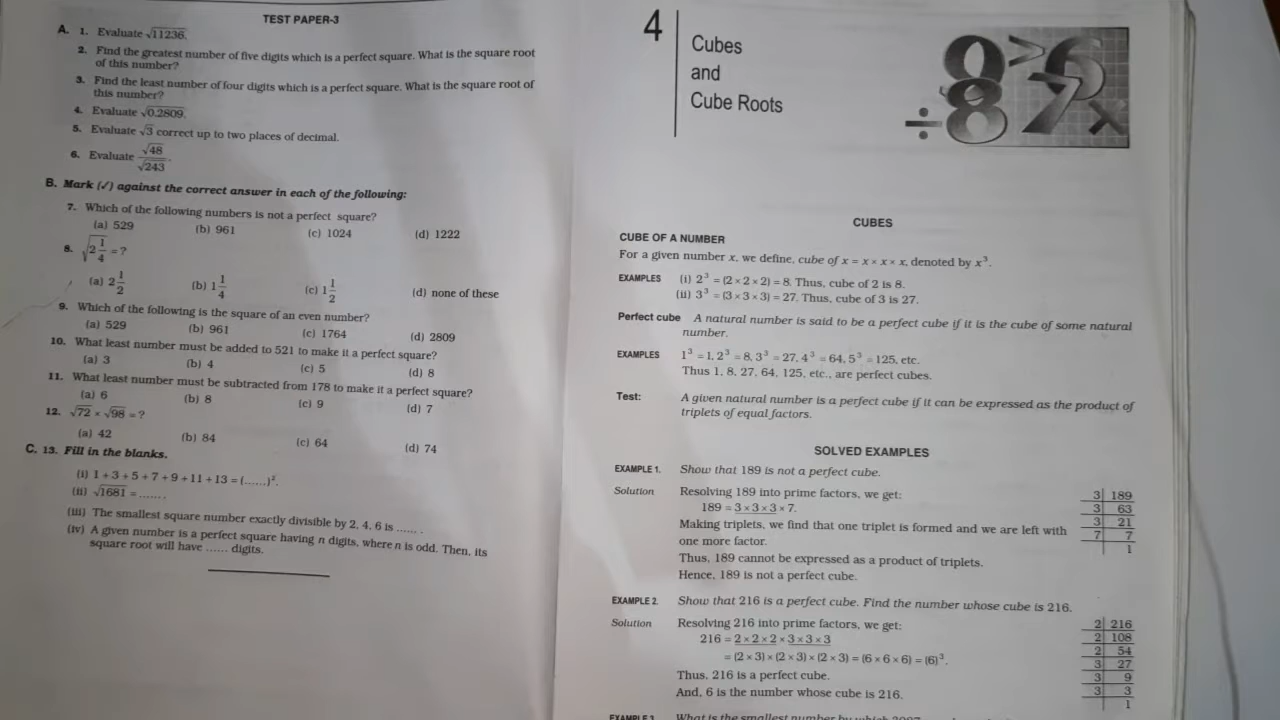 TEST PAPER-3
A. 1. Evaluate √11236.
2. Find the greatest number of five digits which is a perfect square. What is the square root
of this number?
3. Find the least number of four digits which is a perfect square. What is the square root of
this number?
4. Evaluate √0.2809.
5. Evaluate √3 correct up to two places of decimal.
6. Evaluate √48/√243.
B. Mark (✓) against the correct answer in each of the following:
7. Which of the following numbers is not a perfect square?
(a) 529 (b) 961 (c) 1024 (d) 1222
8. √(2 1/4) = ?
(a) 2 1/2 (b) 1 1/4 (c) 1 1/2 (d) none of these
9. Which of the following is the square of an even number?
(a) 529 (b) 961 (c) 1764 (d) 2809
10. What least number must be added to 521 to make it a perfect square?
(a) 3 (b) 4 (c) 5 (d) 8
11. What least number must be subtracted from 178 to make it a perfect square?
(a) 6 (b) 8 (c) 9 (d) 7
12. √72 × √98 = ?
(a) 42 (b) 84 (c) 64 (d) 74
C. 13. Fill in the blanks.
(i) 1 + 3 + 5 + 7 + 9 + 11 + 13 = (......)².
(ii) √1681 = ....... .
(iii) The smallest square number exactly divisible by 2, 4, 6 is ...... .
(iv) A given number is a perfect square having n digits, where n is odd. Then, its
square root will have ...... digits.
4
Cubes
and
Cube Roots
CUBES
CUBE OF A NUMBER
For a given number x, we define, cube of x = x × x × x, denoted by x³.
EXAMPLES (i) 2³ = (2 × 2 × 2) = 8. Thus, cube of 2 is 8.
(ii) 3³ = (3 × 3 × 3) = 27. Thus, cube of 3 is 27.
Perfect cube A natural number is said to be a perfect cube if it is the cube of some natural
number.
EXAMPLES 1³ = 1, 2³ = 8, 3³ = 27, 4³ = 64, 5³ = 125, etc.
Thus 1, 8, 27, 64, 125, etc., are perfect cubes.
Test: A given natural number is a perfect cube if it can be expressed as the product of
triplets of equal factors.
SOLVED EXAMPLES
EXAMPLE 1. Show that 189 is not a perfect cube.
Solution Resolving 189 into prime factors, we get:
189 = 3 × 3 × 3 × 7.
Making triplets, we find that one triplet is formed and we are left with
one more factor.
Thus, 189 cannot be expressed as a product of triplets.
Hence, 189 is not a perfect cube.
3 189
3 63
3 21
7 7
1
EXAMPLE 2. Show that 216 is a perfect cube. Find the number whose cube is 216.
Solution Resolving 216 into prime factors, we get:
216 = 2 × 2 × 2 × 3 × 3 × 3
= (2 × 3) × (2 × 3) × (2 × 3) = (6 × 6 × 6) = (6)³.
Thus, 216 is a perfect cube.
And, 6 is the number whose cube is 216.
2 216
2 108
2 54
3 27
3 9
3 3
1
EXAMPLE 3. What is the smallest number by which